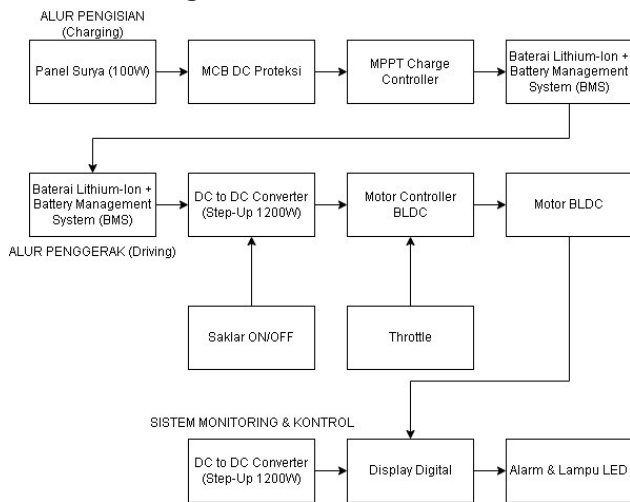 ALUR PENGISIAN
(Charging)
Panel Surya (100W)
MCB DC Proteksi
MPPT Charge
Controller
Baterai Lithium-Ion +
Battery Management
System (BMS)
Baterai Lithium-Ion +
Battery Management
System (BMS)
DC to DC Converter
(Step-Up 1200W)
Motor Controller
BLDC
Motor BLDC
ALUR PENGGERAK (Driving)
Saklar ON/OFF
Throttle
SISTEM MONITORING & KONTROL
DC to DC Converter
(Step-Up 1200W)
Display Digital
Alarm & Lampu LED